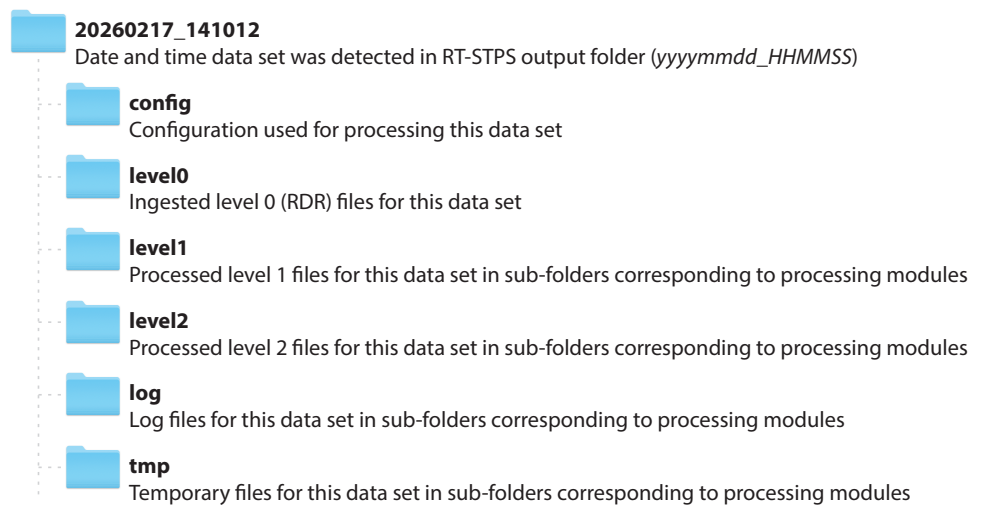 20260217_141012
Date and time data set was detected in RT-STPS output folder (yyyymmdd_HHMMSS)
config
Configuration used for processing this data set
level0
Ingested level 0 (RDR) files for this data set
level1
Processed level 1 files for this data set in sub-folders corresponding to processing modules
level2
Processed level 2 files for this data set in sub-folders corresponding to processing modules
log
Log files for this data set in sub-folders corresponding to processing modules
tmp
Temporary files for this data set in sub-folders corresponding to processing modules